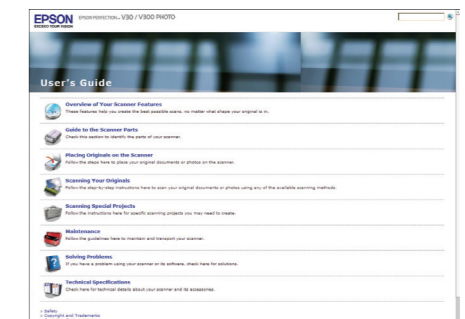 EPSON
EXCEED YOUR VISION
EPSON PERFECTION™ V30 / V300 PHOTO
User's Guide
Overview of Your Scanner Features
These features help you create the best possible scans, no matter what shape your original is in.
Guide to the Scanner Parts
Check this section to identify the parts of your scanner.
Placing Originals on the Scanner
Follow the steps here to place your original documents or photos on the scanner.
Scanning Your Originals
Follow the step-by-step instructions here to scan your original documents or photos using any of the available scanning methods.
Scanning Special Projects
Follow the instructions here for specific scanning projects you may need to create.
Maintenance
Follow the guidelines here to maintain and transport your scanner.
Solving Problems
If you have a problem using your scanner or its software, check here for solutions.
Technical Specifications
Check here for technical details about your scanner and its accessories.
» Safety
» Copyright and Trademarks